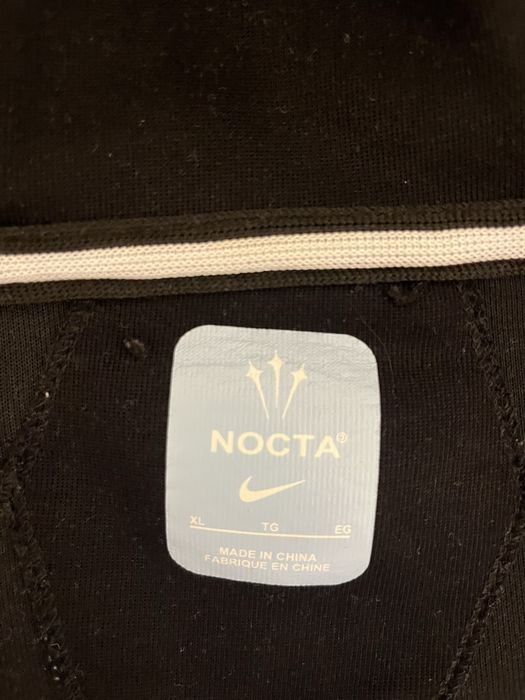 NOCTA®
XL TG EG
MADE IN CHINA
FABRIQUE EN CHINE